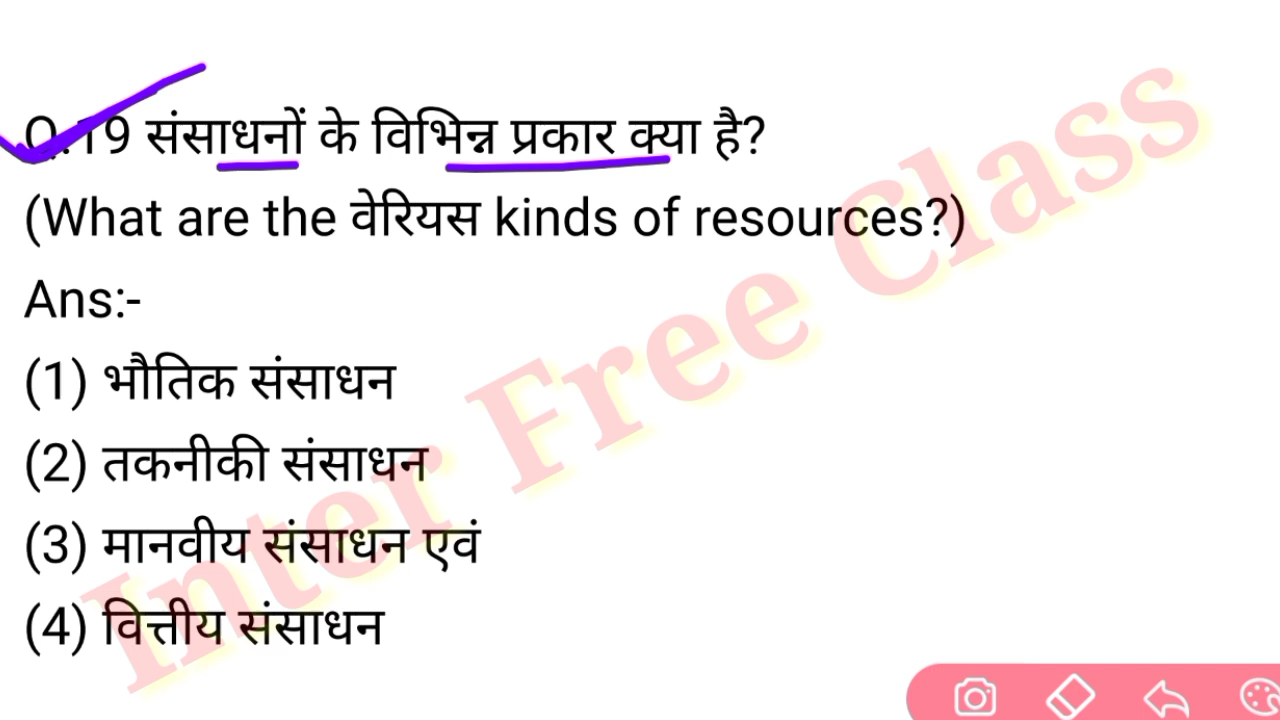 Q.19 संसाधनों के विभिन्न प्रकार क्या है?
(What are the वेरियस kinds of resources?)
Ans:-
(1) भौतिक संसाधन
(2) तकनीकी संसाधन
(3) मानवीय संसाधन एवं
(4) वित्तीय संसाधन
Inter Free Class